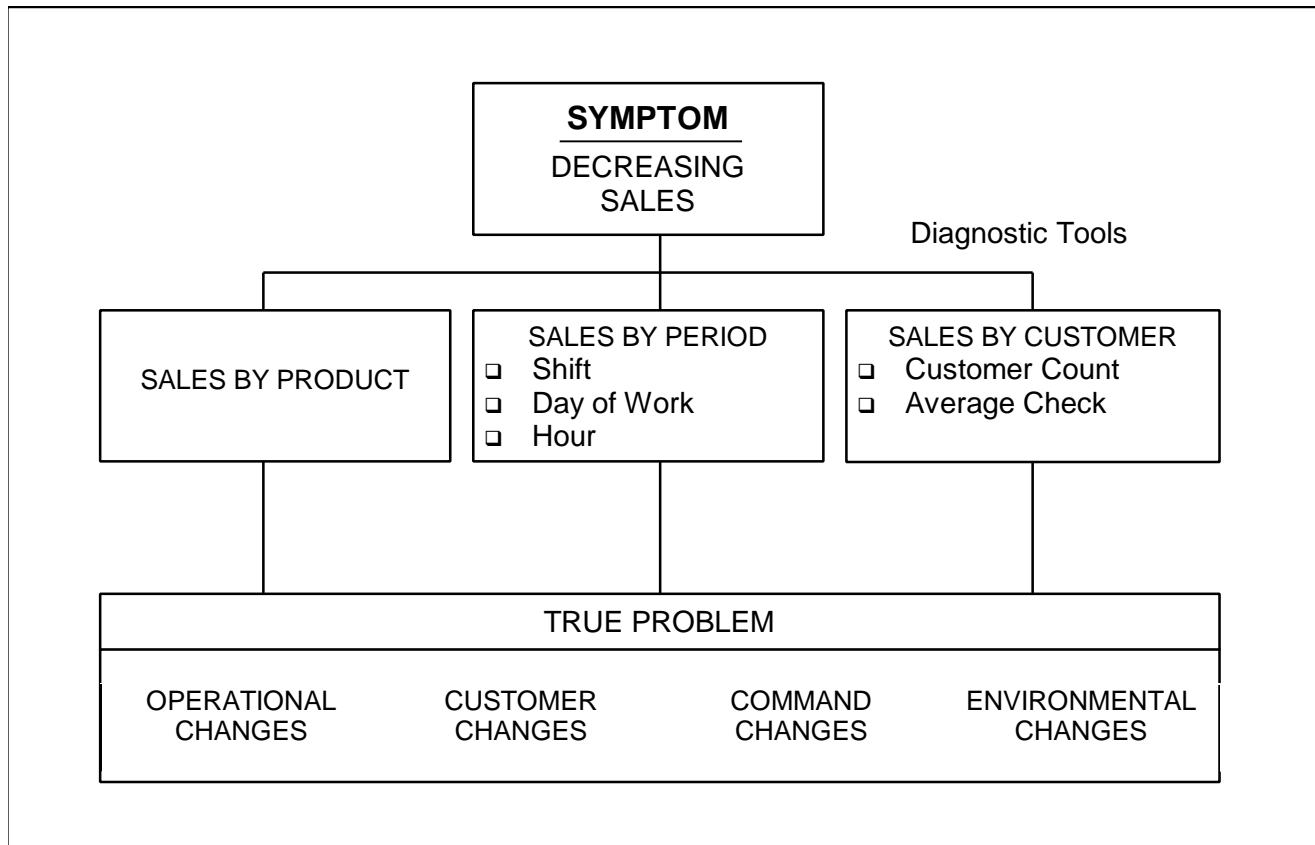 SYMPTOM
DECREASING
SALES
Diagnostic Tools
SALES BY PRODUCT
SALES BY PERIOD
❑ Shift
❑ Day of Work
❑ Hour
SALES BY CUSTOMER
❑ Customer Count
❑ Average Check
TRUE PROBLEM
OPERATIONAL
CHANGES
CUSTOMER
CHANGES
COMMAND
CHANGES
ENVIRONMENTAL
CHANGES